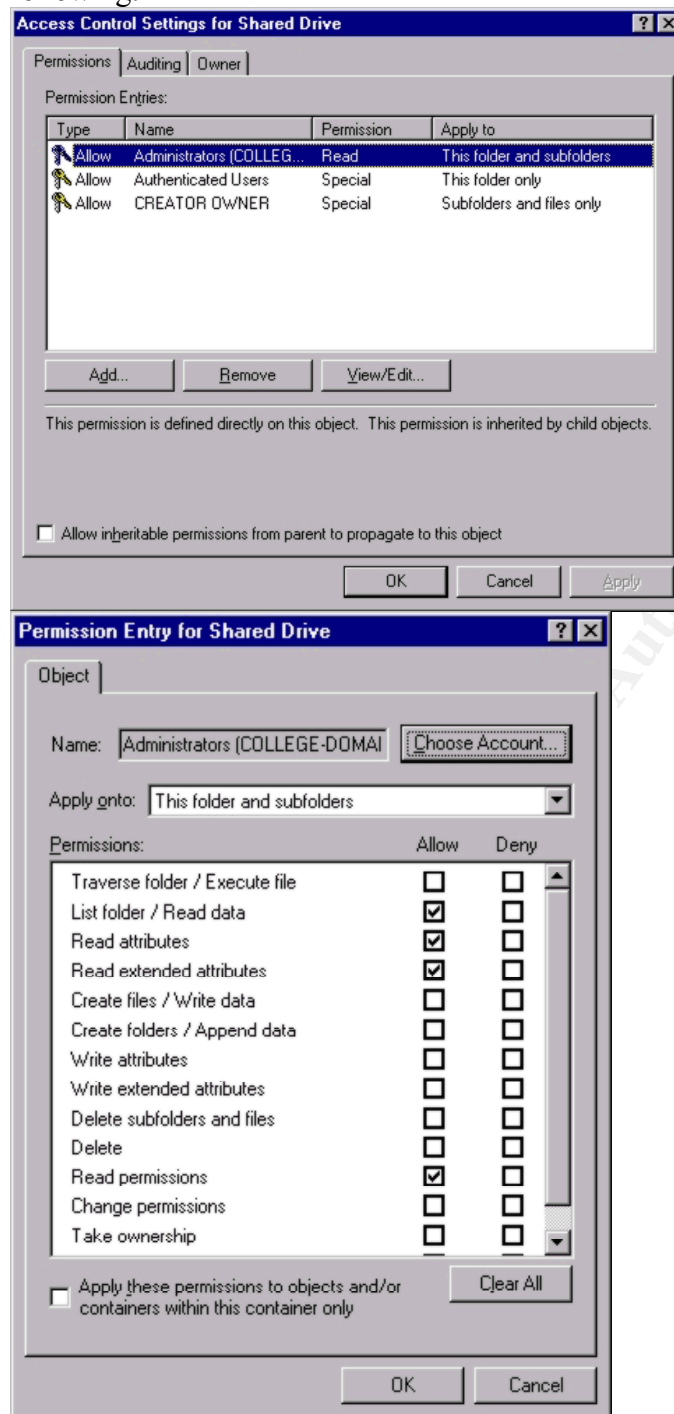 Access Control Settings for Shared Drive
Permissions Auditing Owner
Permission Entries:
Type Name Permission Apply to
Allow Administrators (COLLEG... Read This folder and subfolders
Allow Authenticated Users Special This folder only
Allow CREATOR OWNER Special Subfolders and files only
Add... Remove View/Edit...
This permission is defined directly on this object. This permission is inherited by child objects.
Allow inheritable permissions from parent to propagate to this object
OK Cancel Apply
Permission Entry for Shared Drive
Object
Name: Administrators (COLLEGE-DOMAI Choose Account...
Apply onto: This folder and subfolders
Permissions: Allow Deny
Traverse folder / Execute file
List folder / Read data
Read attributes
Read extended attributes
Create files / Write data
Create folders / Append data
Write attributes
Write extended attributes
Delete subfolders and files
Delete
Read permissions
Change permissions
Take ownership
Apply these permissions to objects and/or
containers within this container only
Clear All
OK Cancel